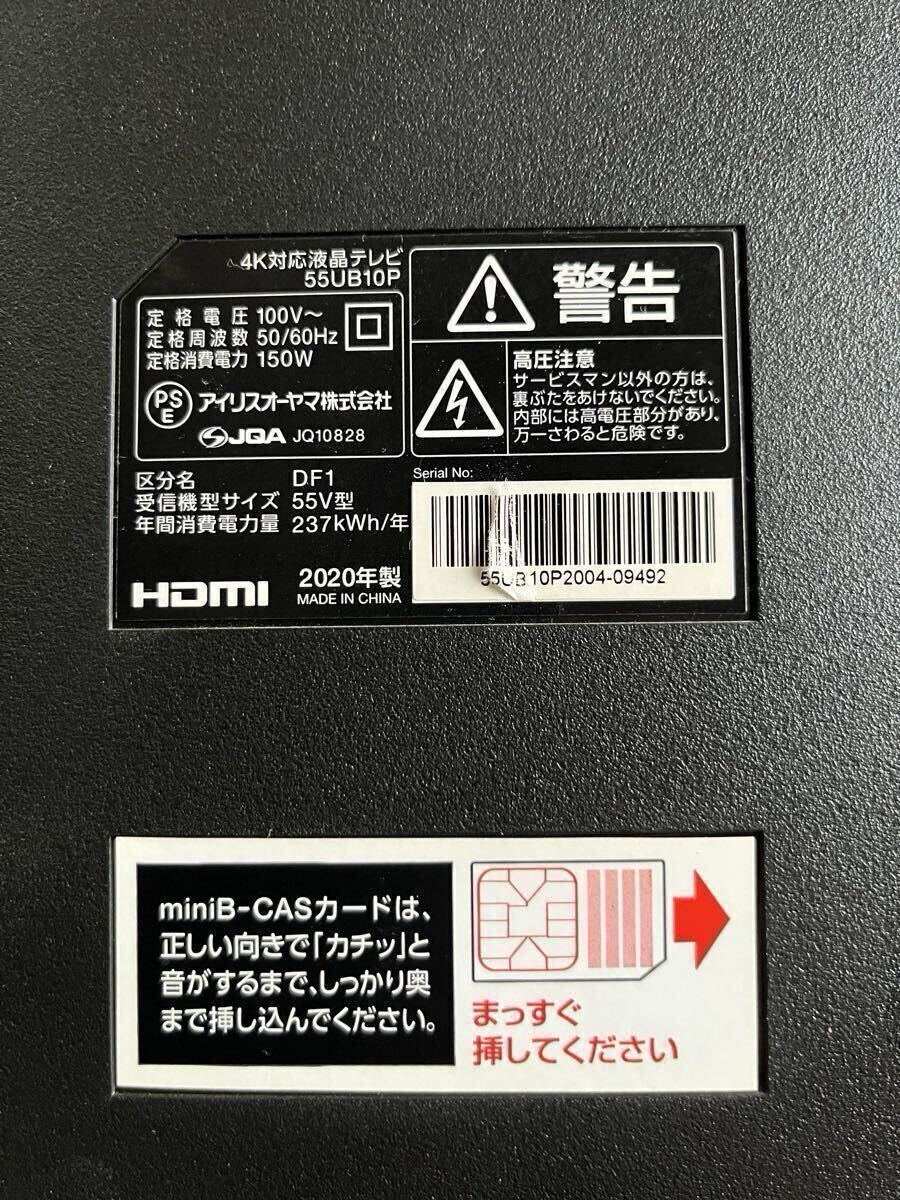 4K対応液晶テレビ
55UB10P
定格電圧 100V～
定格周波数 50/60Hz
定格消費電力 150W
PSE アイリスオーヤマ株式会社
JQA JQ10828
区分名 DF1
受信機型サイズ 55V型
年間消費電力量 237kWh/年
HDMI
2020年製
MADE IN CHINA
警告
高圧注意
サービスマン以外の方は、
裏ぶたをあけないでください。
内部には高電圧部分があり、
万一さわると危険です。
Serial No:
55UB10P2004-09492
miniB-CASカードは、
正しい向きで「カチッ」と
音がするまで、しっかり奥
まで挿し込んでください。
まっすぐ
挿してください